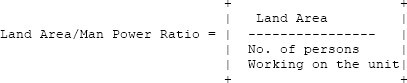 + +
| Land Area |
Land Area/Man Power Ratio = | ---------------- |
| No. of persons |
| Working on the unit|
+ +